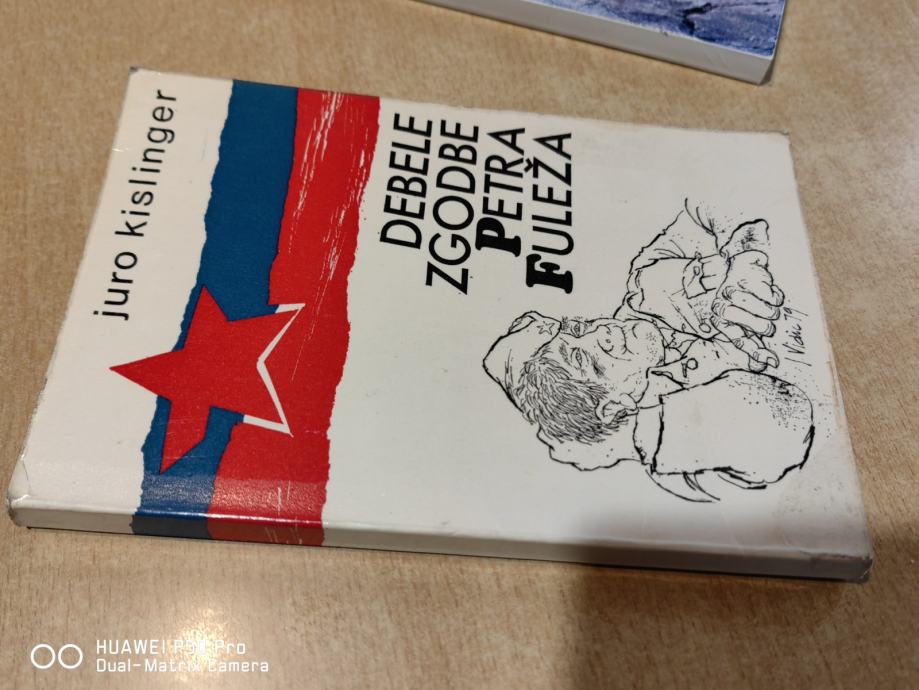 juro kislinger
DEBELE
ZGODBE
PETRA
FULEŽA
HUAWEI P30 Pro
Dual-Matrix Camera